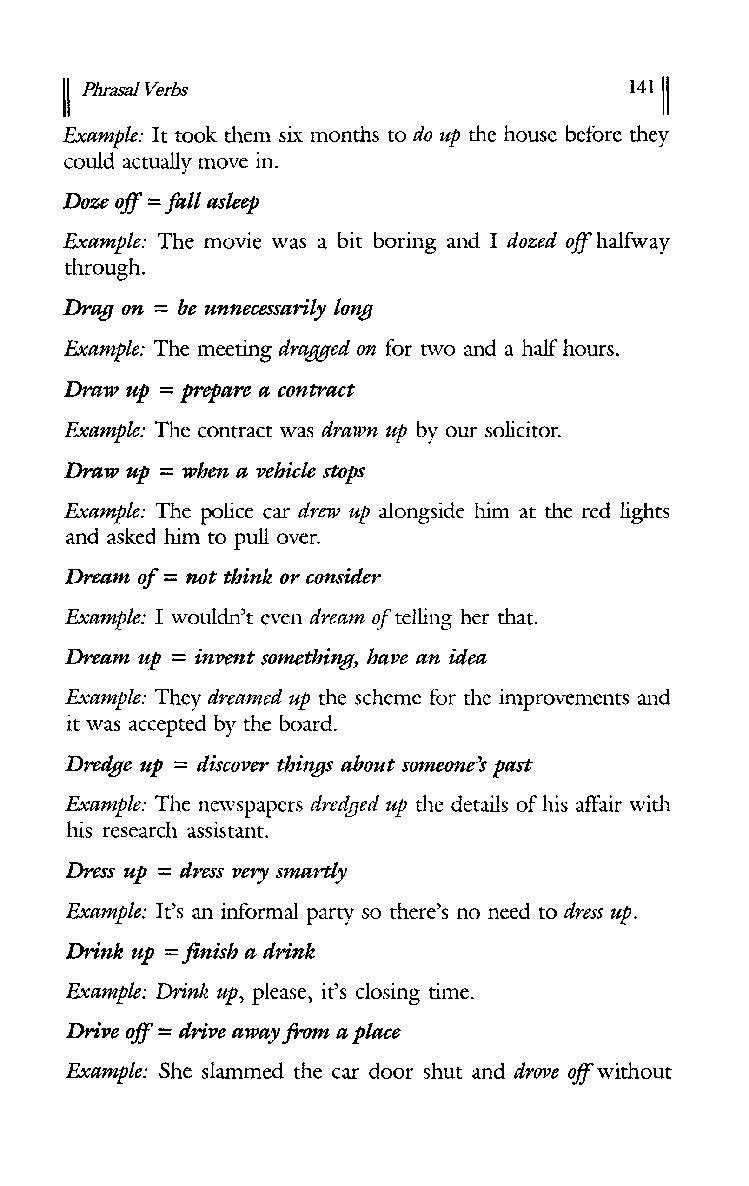 Phrasal Verbs 141
Example: It took them six months to do up the house before they
could actually move in.
Doze off = fall asleep
Example: The movie was a bit boring and I dozed off halfway
through.
Drag on = be unnecessarily long
Example: The meeting dragged on for two and a half hours.
Draw up = prepare a contract
Example: The contract was drawn up by our solicitor.
Draw up = when a vehicle stops
Example: The police car drew up alongside him at the red lights
and asked him to pull over.
Dream of = not think or consider
Example: I wouldn't even dream of telling her that.
Dream up = invent something, have an idea
Example: They dreamed up the scheme for the improvements and
it was accepted by the board.
Dredge up = discover things about someone's past
Example: The newspapers dredged up the details of his affair with
his research assistant.
Dress up = dress very smartly
Example: It's an informal party so there's no need to dress up.
Drink up = finish a drink
Example: Drink up, please, it's closing time.
Drive off = drive away from a place
Example: She slammed the car door shut and drove off without